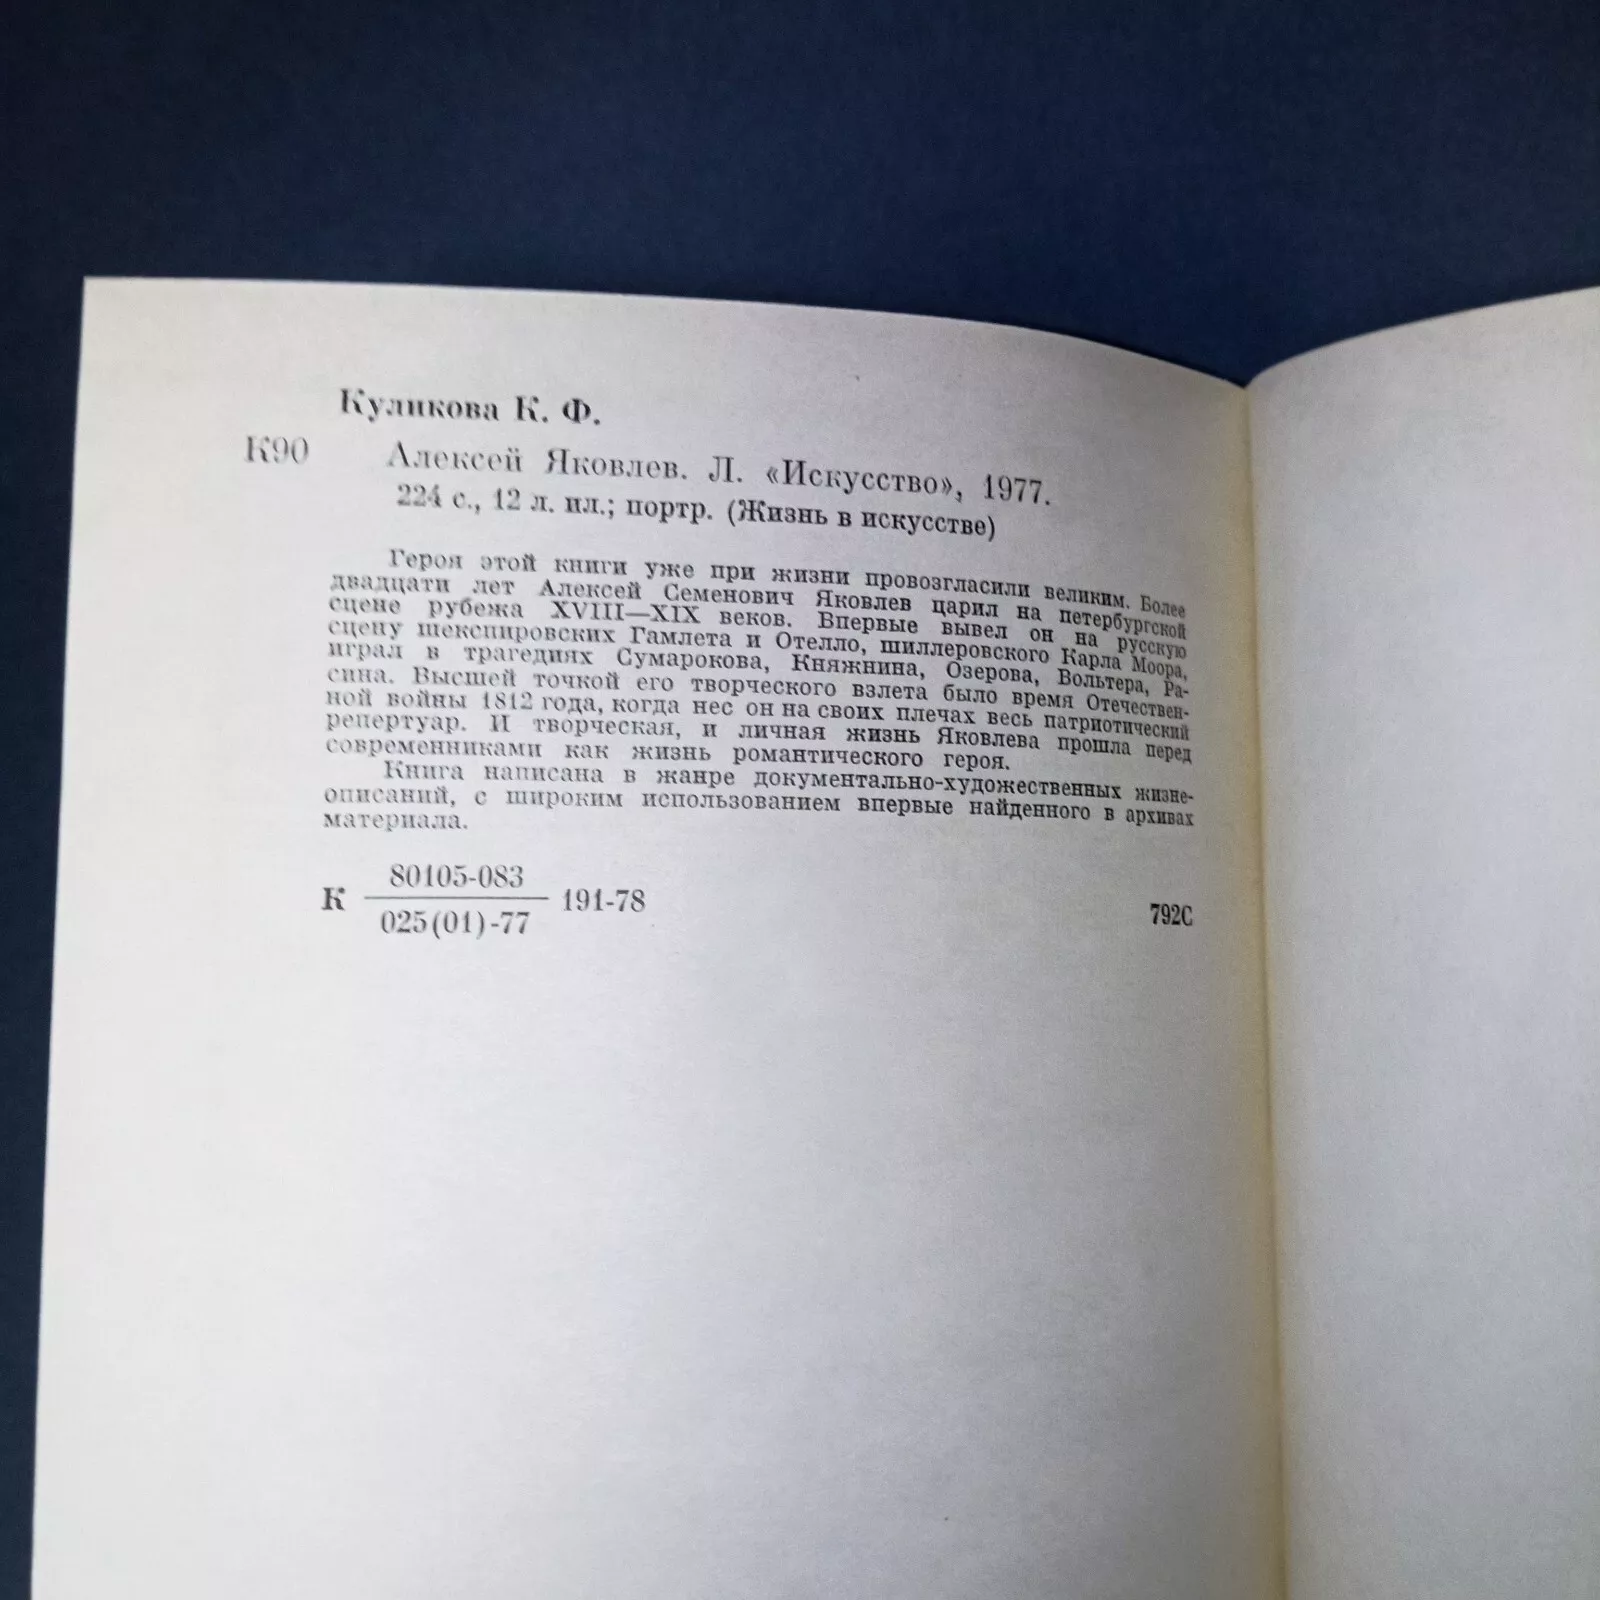 Куликова К. Ф.
К90 Алексей Яковлев. Л. «Искусство», 1977.
224 с., 12 л. ил.; портр. (Жизнь в искусстве)
Героя этой книги уже при жизни провозгласили великим. Более
двадцати лет Алексей Семенович Яковлев царил на петербургской
сцене рубежа XVIII—XIX веков. Впервые вывел он на русскую
сцену шекспировских Гамлета и Отелло, шиллеровского Карла Моора,
играл в трагедиях Сумарокова, Княжнина, Озерова, Вольтера, Ра-
сина. Высшей точкой его творческого взлета было время Отечествен-
ной войны 1812 года, когда нес он на своих плечах весь патриотический
репертуар. И творческая, и личная жизнь Яковлева прошла перед
современниками как жизнь романтического героя.
Книга написана в жанре документально-художественных жизне-
описаний, с широким использованием впервые найденного в архивах
материала.
80105-083
К 191-78 792С
025(01)-77